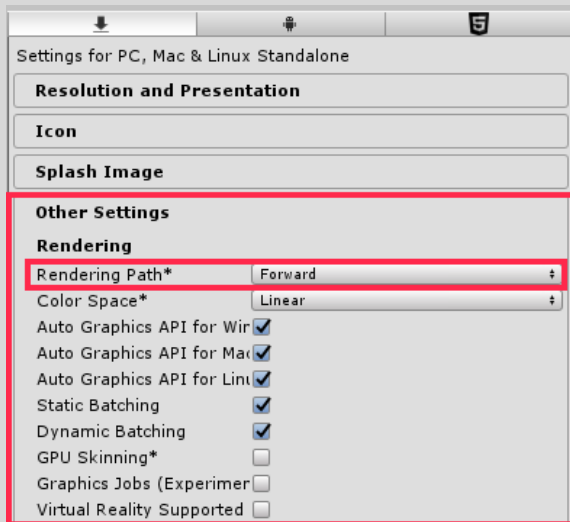 Settings for PC, Mac & Linux Standalone
Resolution and Presentation
Icon
Splash Image
Other Settings
Rendering
Rendering Path* Forward
Color Space* Linear
Auto Graphics API for Win
Auto Graphics API for Mac
Auto Graphics API for Linu
Static Batching
Dynamic Batching
GPU Skinning*
Graphics Jobs (Experimen
Virtual Reality Supported